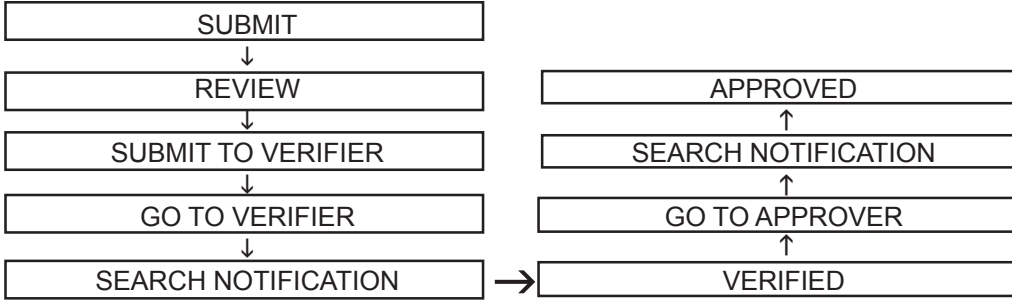 SUBMIT
REVIEW
SUBMIT TO VERIFIER
GO TO VERIFIER
SEARCH NOTIFICATION
VERIFIED
GO TO APPROVER
SEARCH NOTIFICATION
APPROVED